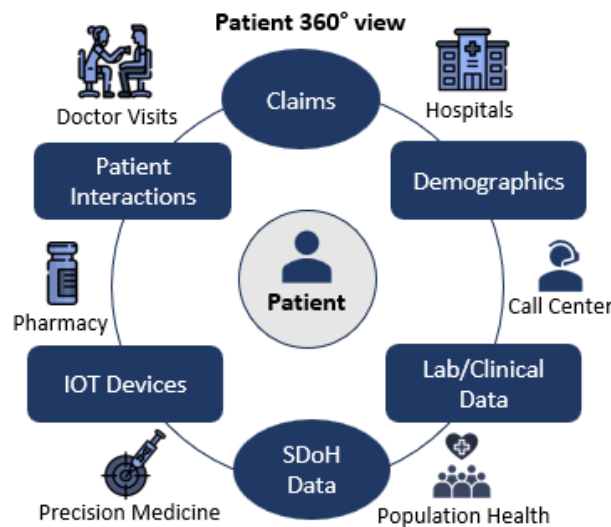 Patient 360° view
Doctor Visits
Claims
Hospitals
Patient
Interactions
Demographics
Pharmacy
Patient
Call Center
IOT Devices
Lab/Clinical
Data
SDoH
Data
Precision Medicine
Population Health